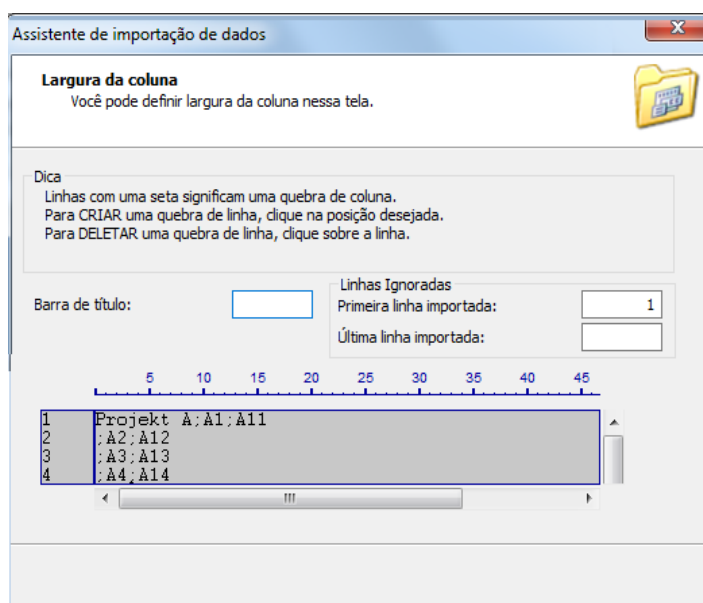 Assistente de importação de dados
Largura da coluna
Você pode definir largura da coluna nessa tela.
Dica
Linhas com uma seta significam uma quebra de coluna.
Para CRIAR uma quebra de linha, clique na posição desejada.
Para DELETAR uma quebra de linha, clique sobre a linha.
Linhas Ignoradas
Barra de título:
Primeira linha importada: 1
Última linha importada:
5 10 15 20 25 30 35 40 45
1 Projekt A;A1;A11
2 ;A2;A12
3 ;A3;A13
4 ;A4;A14